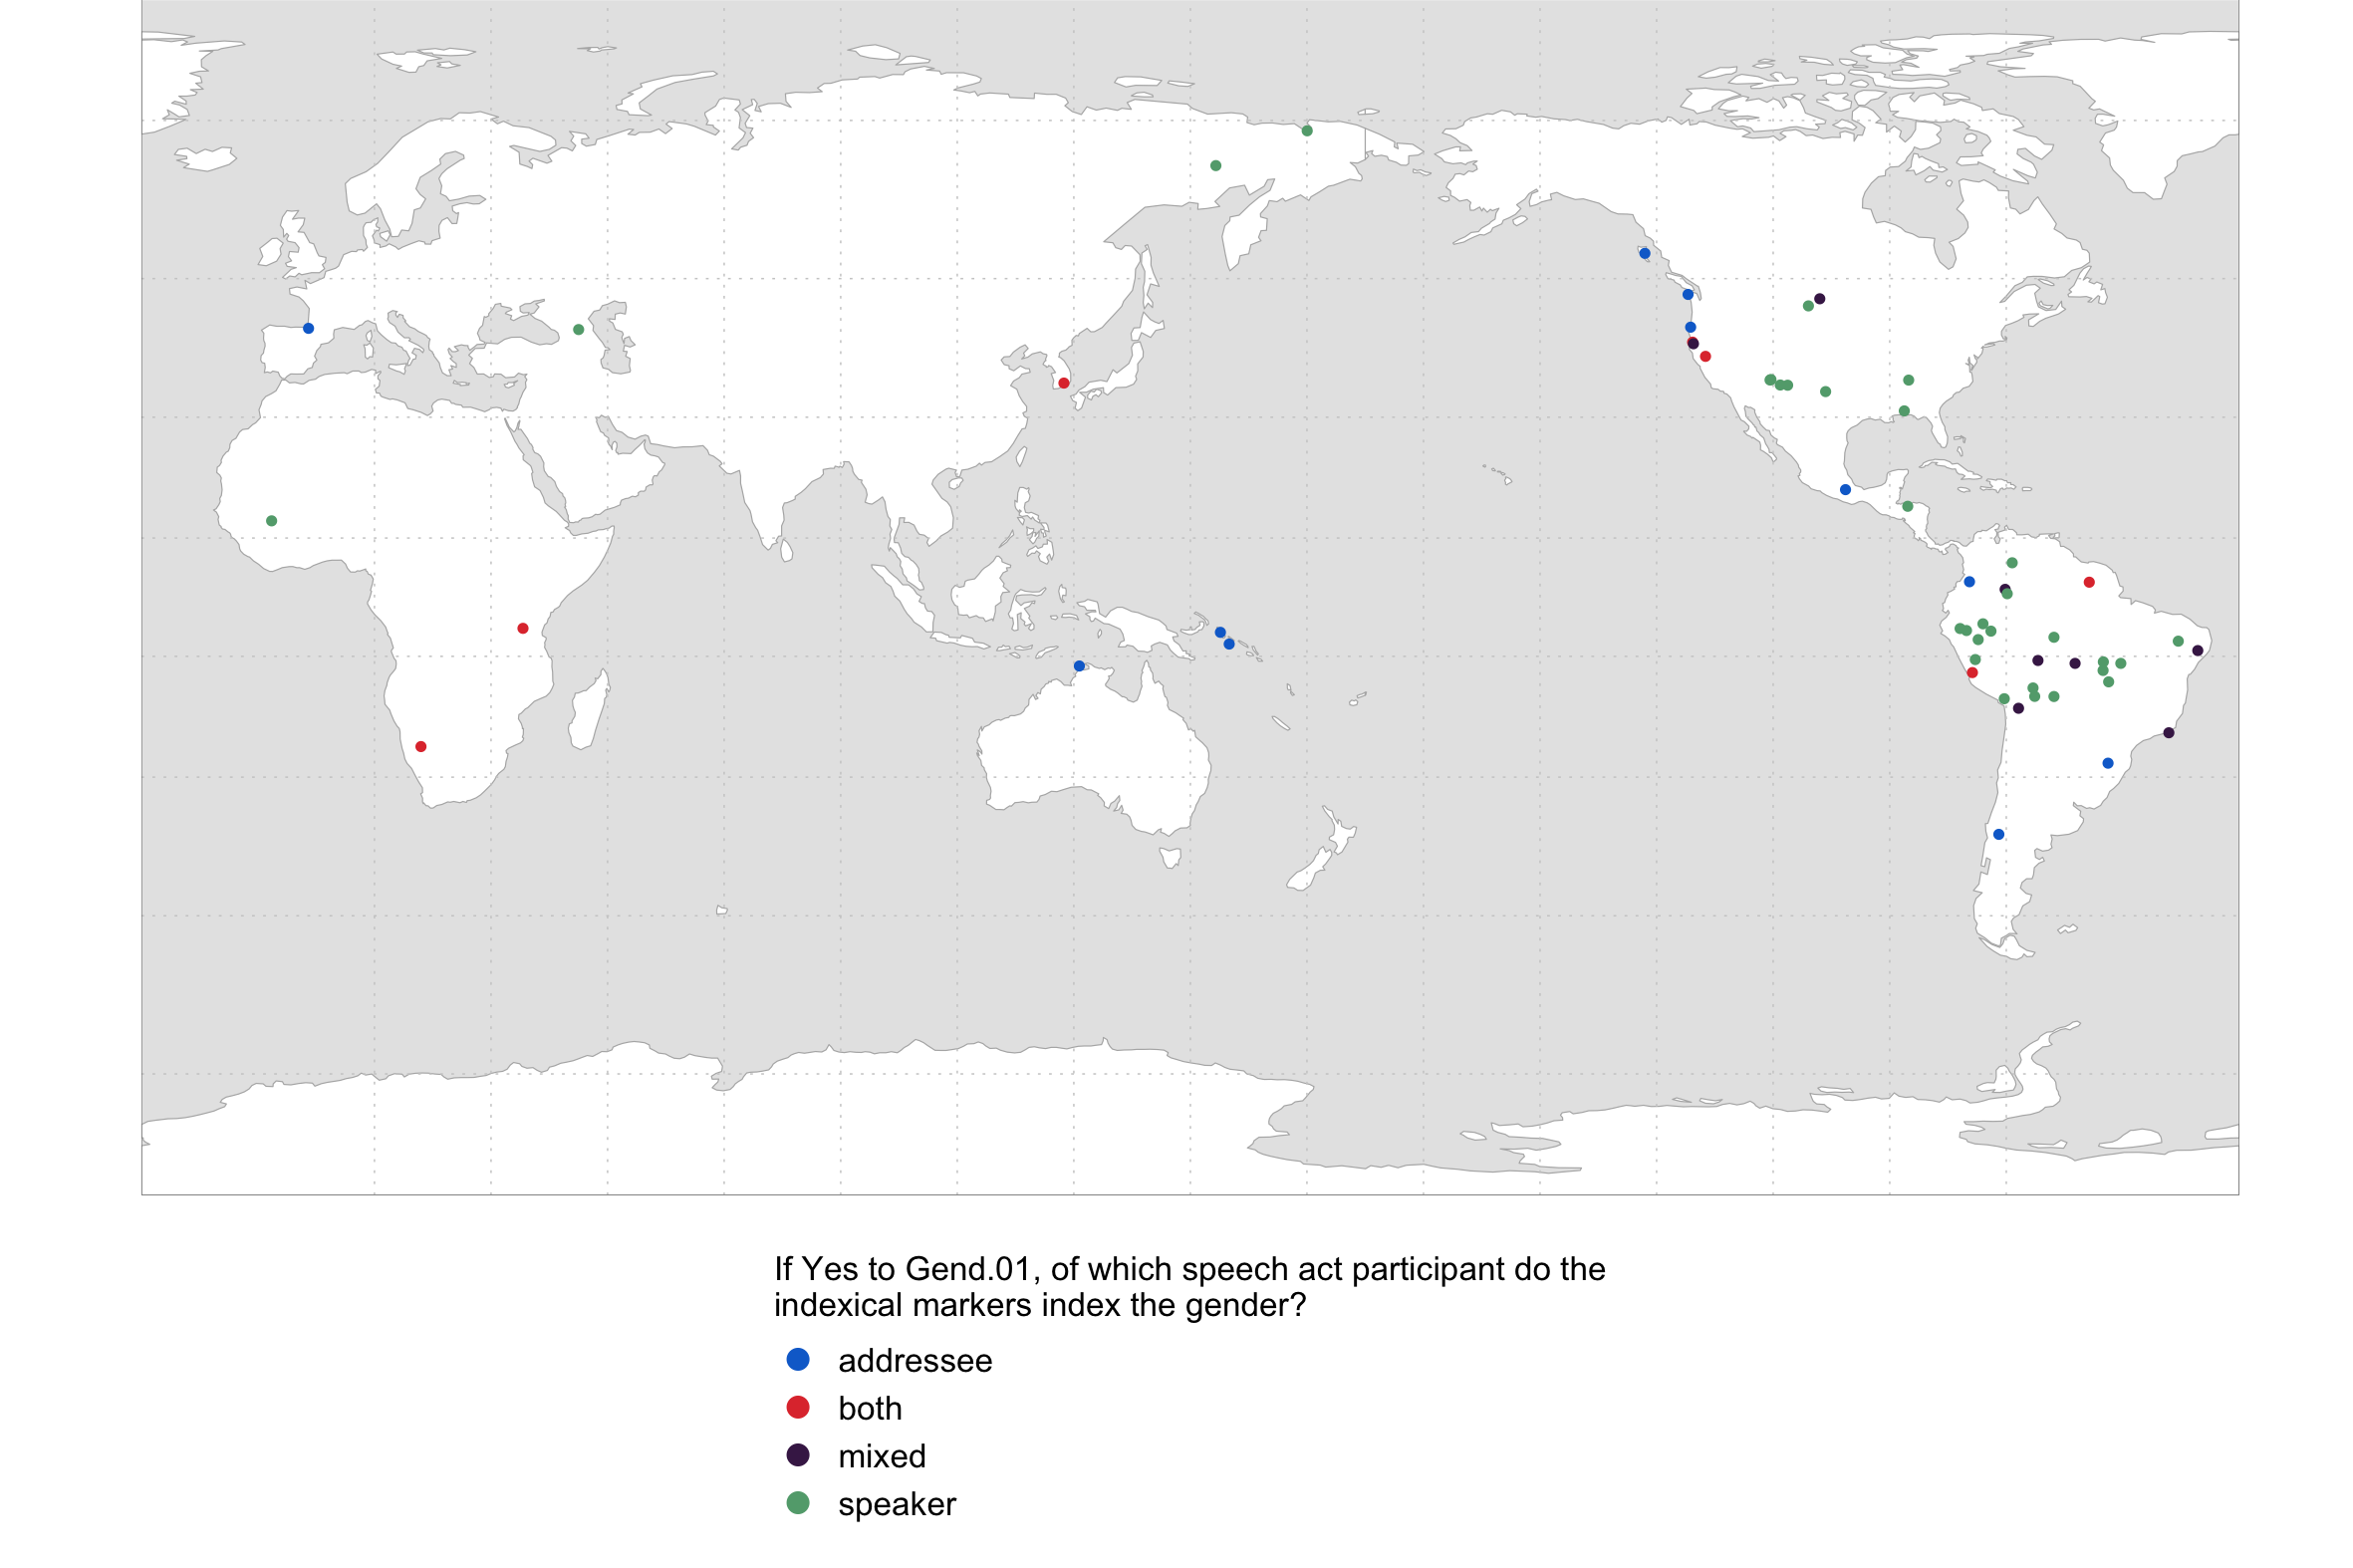 If Yes to Gend.01, of which speech act participant do the
indexical markers index the gender?
addressee
both
mixed
speaker